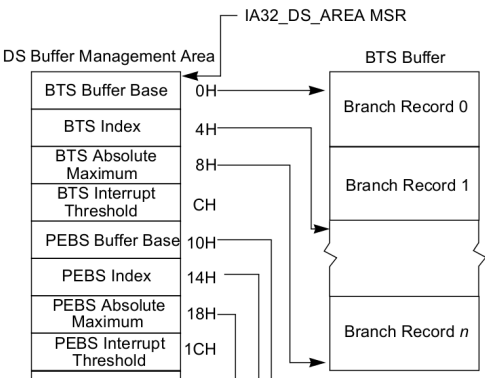 IA32_DS_AREA MSR
DS Buffer Management Area
BTS Buffer
BTS Buffer Base 0H
Branch Record 0
BTS Index 4H
BTS Absolute
Maximum
8H
Branch Record 1
BTS Interrupt
Threshold
CH
PEBS Buffer Base 10H
PEBS Index 14H
PEBS Absolute
Maximum
18H
Branch Record n
PEBS Interrupt
Threshold
1CH